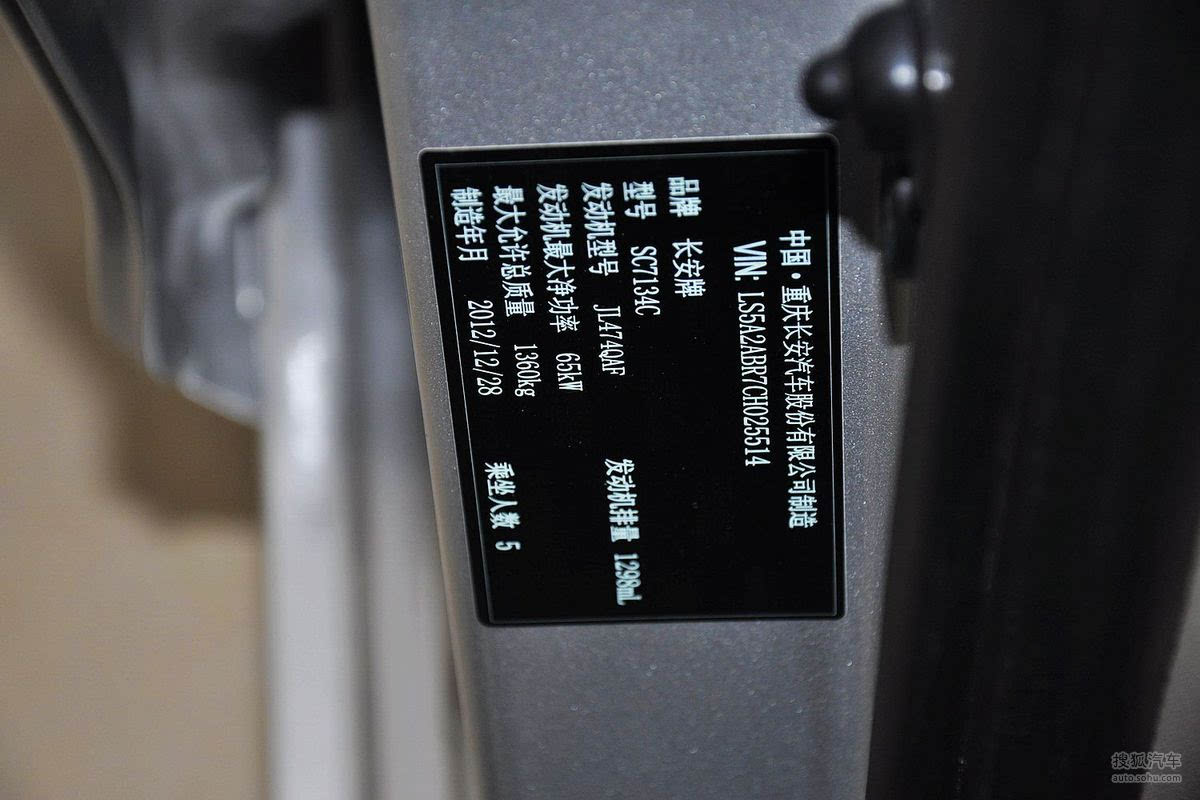 中国·重庆长安汽车股份有限公司制造
VIN: LS5A2ABR7CH025514
品牌 长安牌
型号 SC7134C
发动机型号 JL474QAF 发动机排量 1298mL
发动机最大净功率 65kW
最大允许总质量 1360kg
制造年月 2012/12/28 乘坐人数 5
搜狐汽车
auto.sohu.com